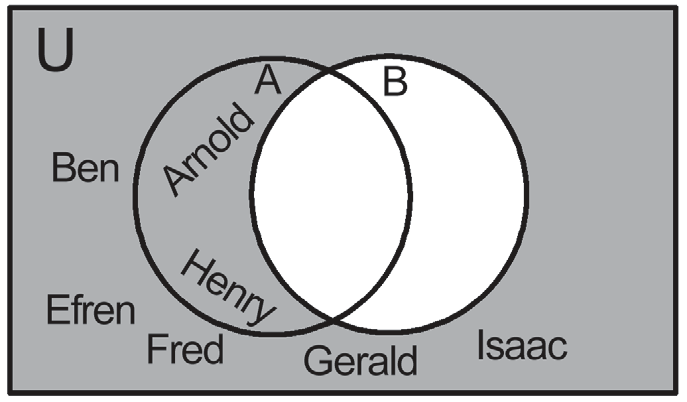 U
A
B
Arnold
Ben
Henry
Efren
Fred
Gerald
Isaac